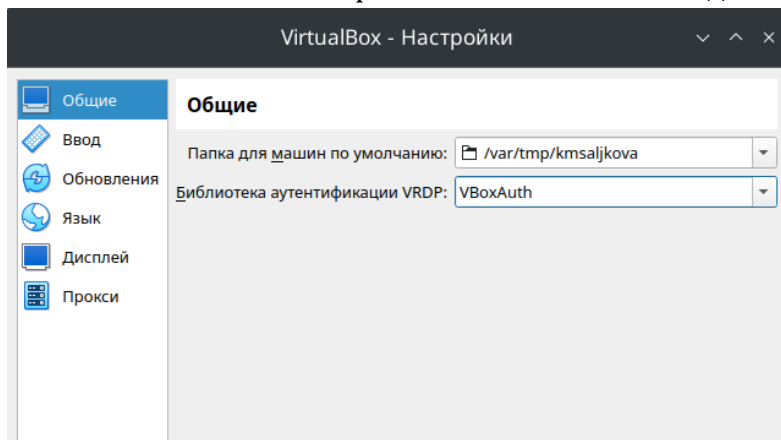 VirtualBox - Настройки
Общие
Ввод
Обновления
Язык
Дисплей
Прокси
Общие
Папка для машин по умолчанию: /var/tmp/kmsaljkova
Библиотека аутентификации VRDP: VBoxAuth